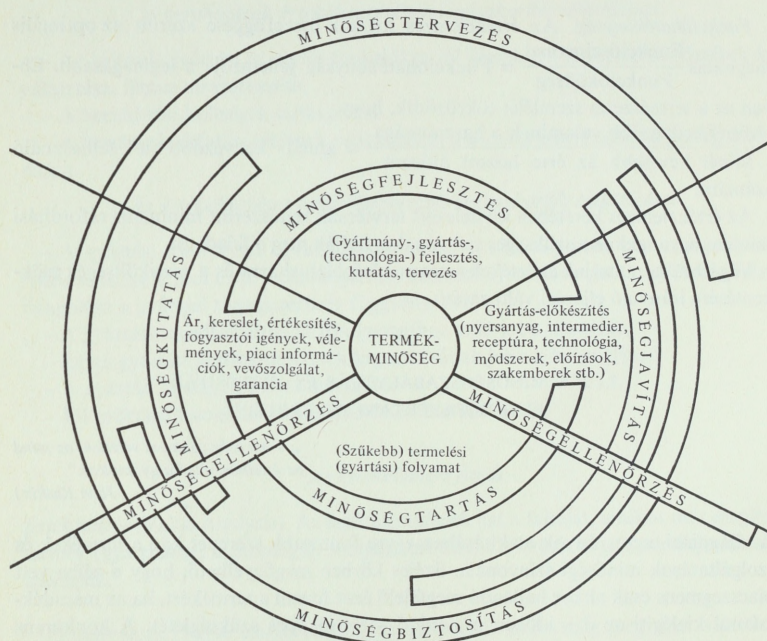 MINŐSÉGTERVEZÉS
MINŐSÉGFEJLESZTÉS
Gyártmány-, gyártás-,
(technológia-) fejlesztés,
kutatás, tervezés
MINŐSÉGKUTATÁS
Ár, kereslet, értékesítés,
fogyasztói igények, véle-
mények, piaci informá-
ciók, vevőszolgálat,
garancia
TERMÉK-
MINŐSÉG
Gyártás-előkészítés
(nyersanyag, intermedier,
receptúra, technológia,
módszerek, előírások,
szakemberek stb.)
MINŐSÉGJAVÍTÁS
MINŐSÉGELLENŐRZÉS
MINŐSÉGELLENŐRZÉS
(Szűkebb) termelési
(gyártási) folyamat
MINŐSÉGTARTÁS
MINŐSÉGBIZTOSÍTÁS